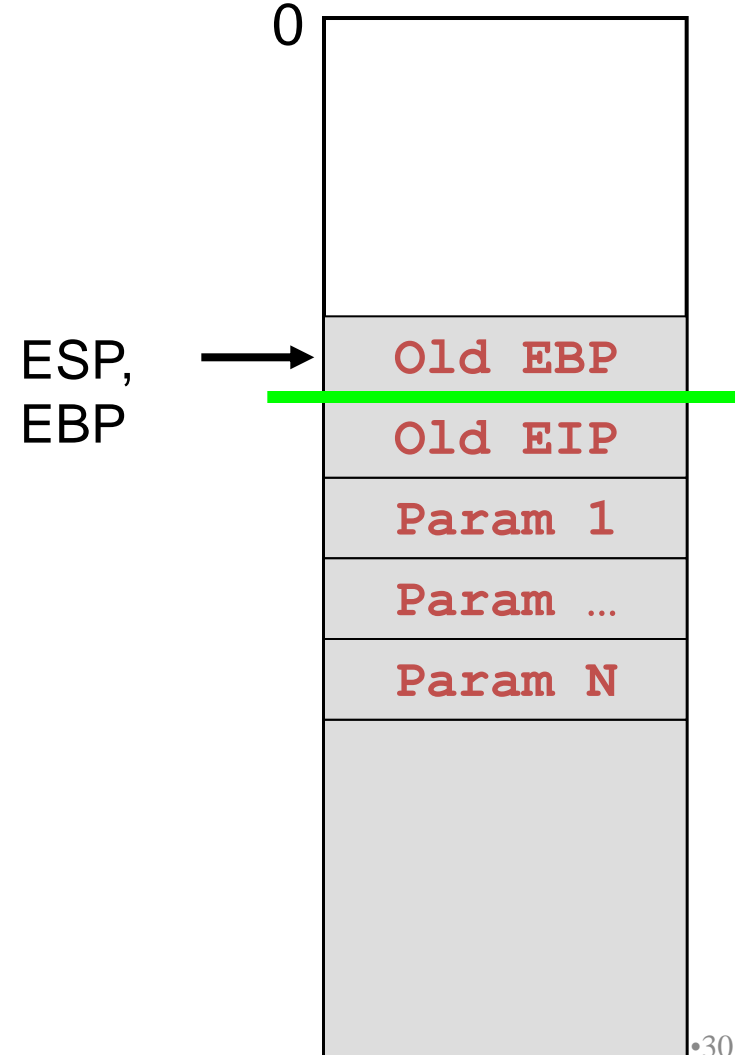 0
Old EBP
ESP,
EBP
Old EIP
Param 1
Param …
Param N
•30